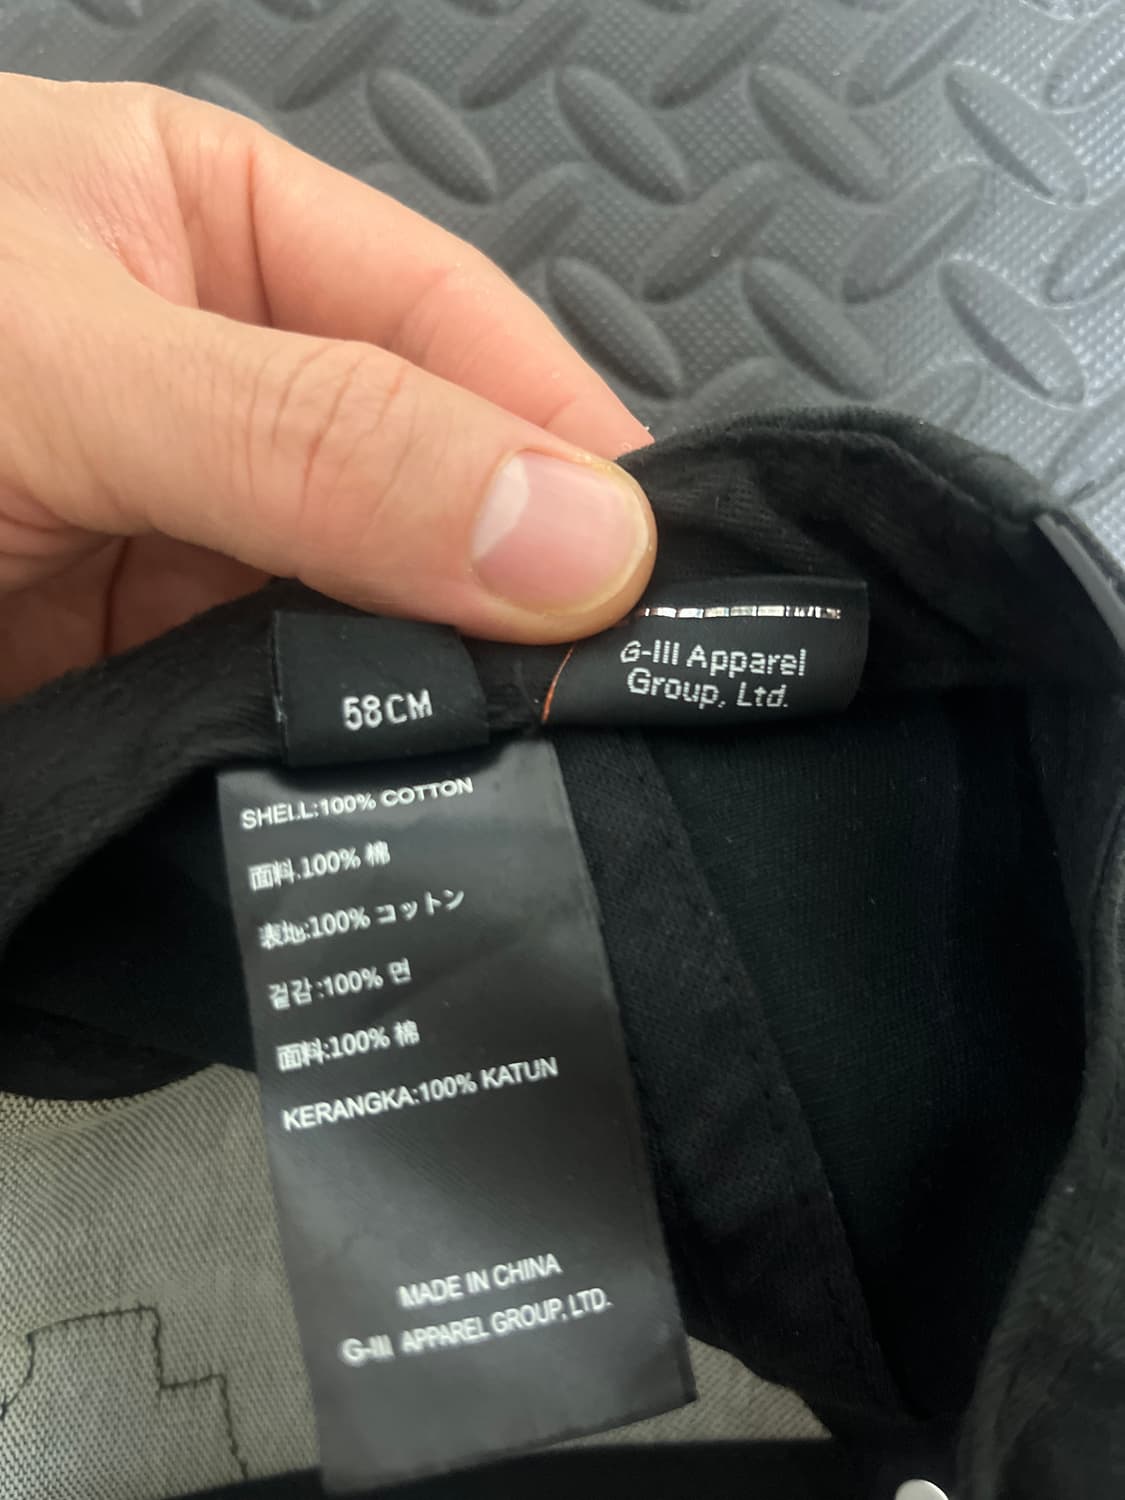 58CM
G-III Apparel
Group, Ltd.
SHELL:100% COTTON
面料.100% 棉
表地:100% コットン
겉감:100% 면
面料:100% 棉
KERANGKA:100% KATUN
MADE IN CHINA
G-III APPAREL GROUP, LTD.